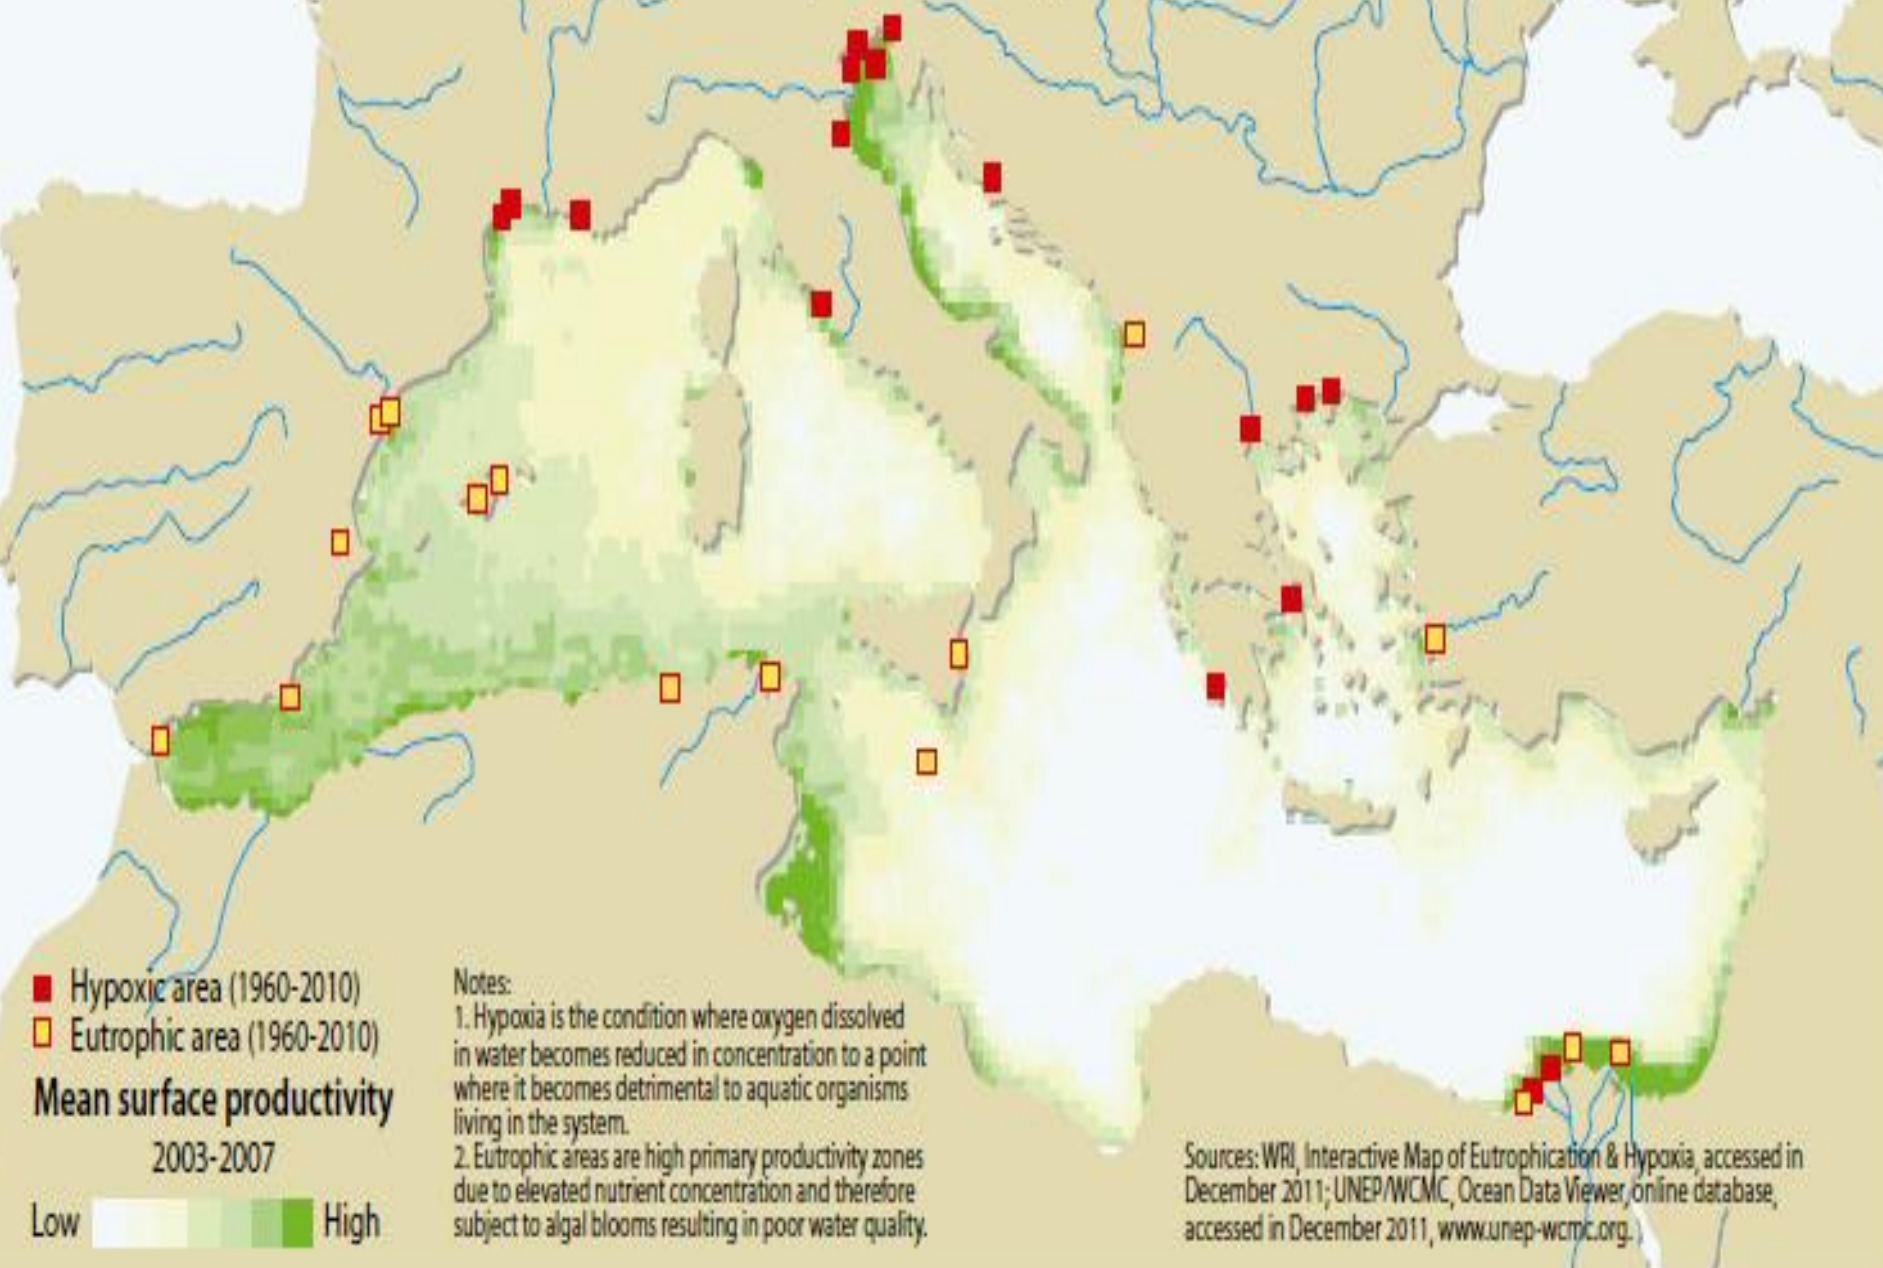 Hypoxic area (1960-2010)
Eutrophic area (1960-2010)
Mean surface productivity
2003-2007
Low High
Notes:
1. Hypoxia is the condition where oxygen dissolved
in water becomes reduced in concentration to a point
where it becomes detrimental to aquatic organisms
living in the system.
2. Eutrophic areas are high primary productivity zones
due to elevated nutrient concentration and therefore
subject to algal blooms resulting in poor water quality.
Sources: WRI, Interactive Map of Eutrophication & Hypoxia, accessed in
December 2011; UNEP/WCMC, Ocean Data Viewer, online database,
accessed in December 2011, www.unep-wcmc.org.